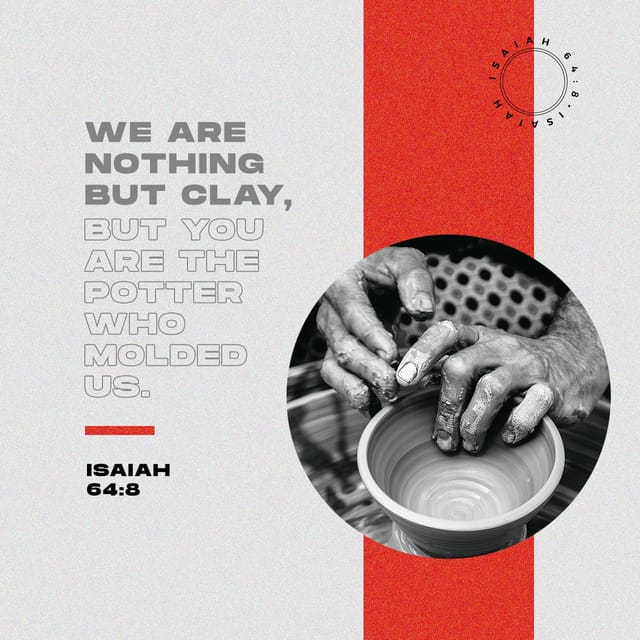 WE ARE
NOTHING
BUT CLAY,
BUT YOU
ARE THE
POTTER
WHO
MOLDED
US.
ISAIAH
64:8
ISAIAH 64:8 • ISAIAH